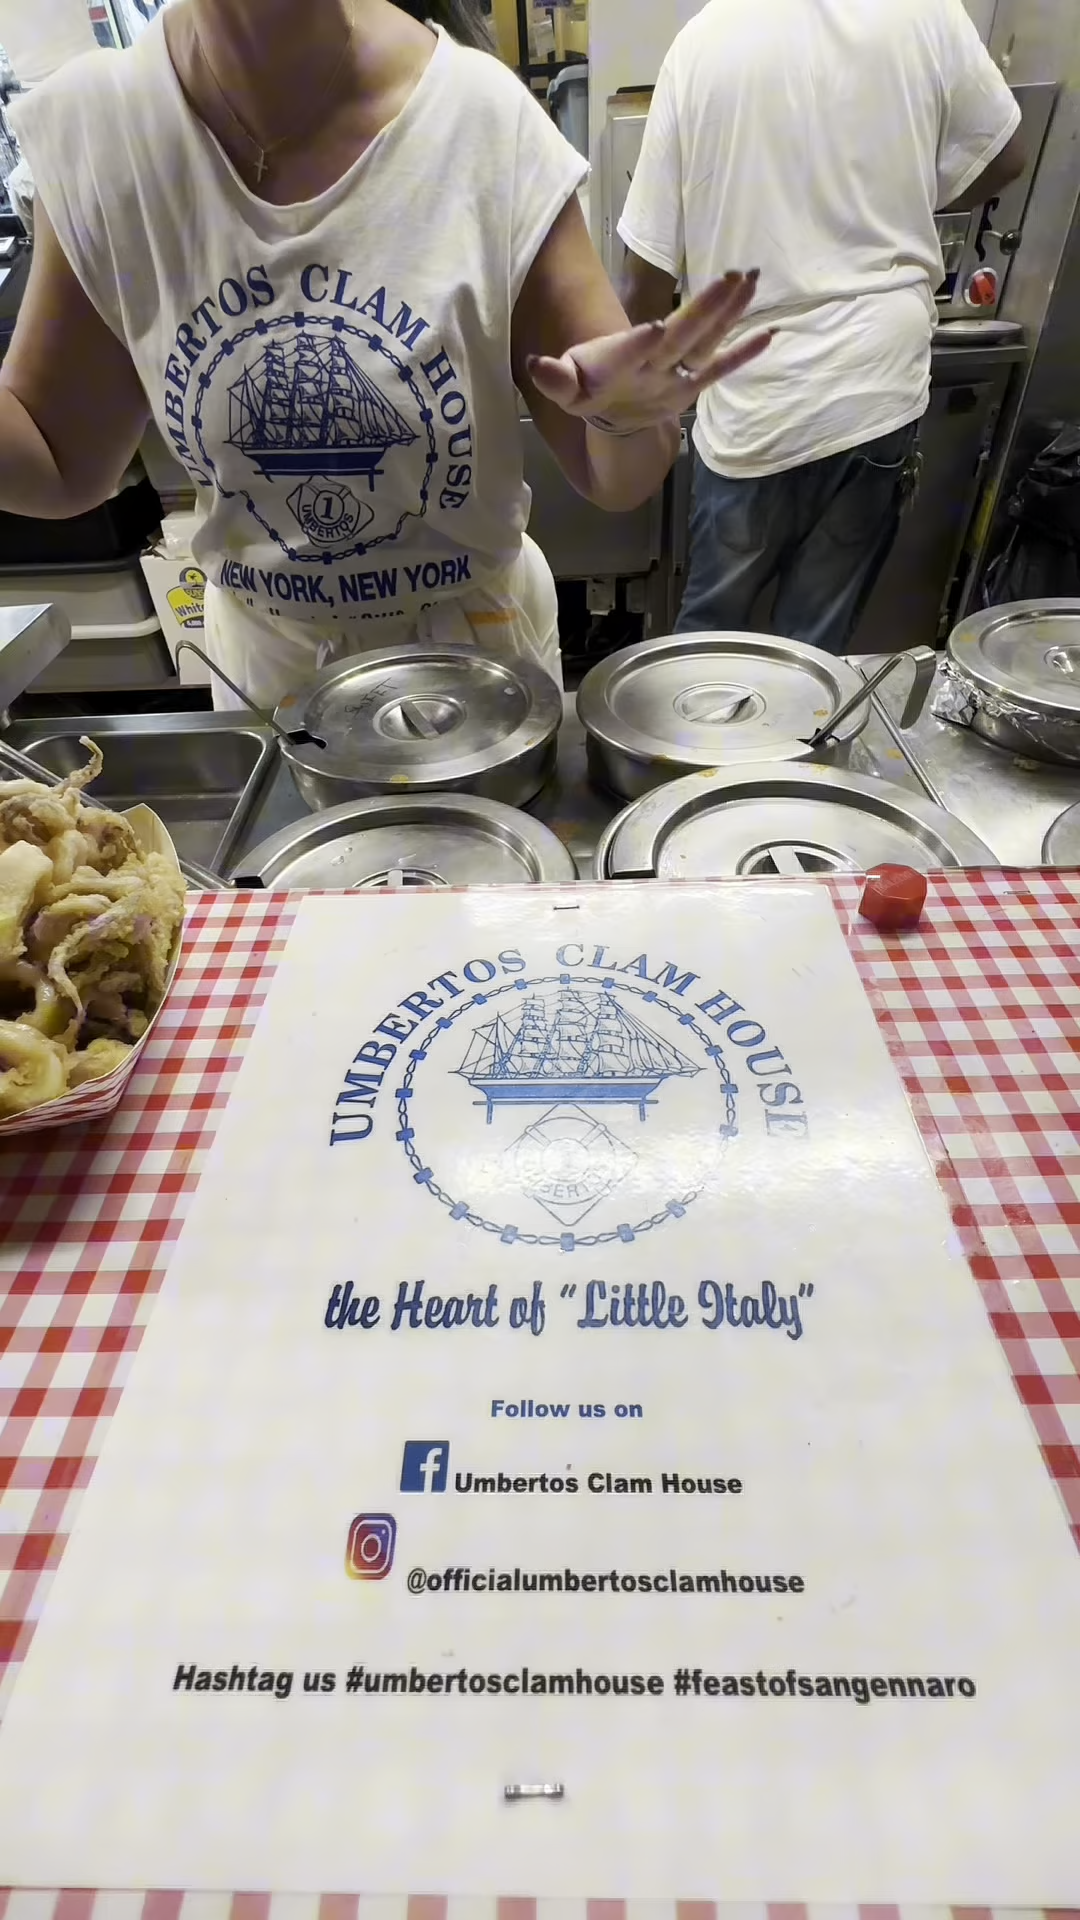 UMBERTOS CLAM HOUSE
1
UMBERTOS
NEW YORK, NEW YORK
White
UMBERTOS CLAM HOUSE
the Heart of "Little Italy"
Follow us on
f Umbertos Clam House
@officialumbertosclamhouse
Hashtag us #umbertosclamhouse #feastofsangennaro